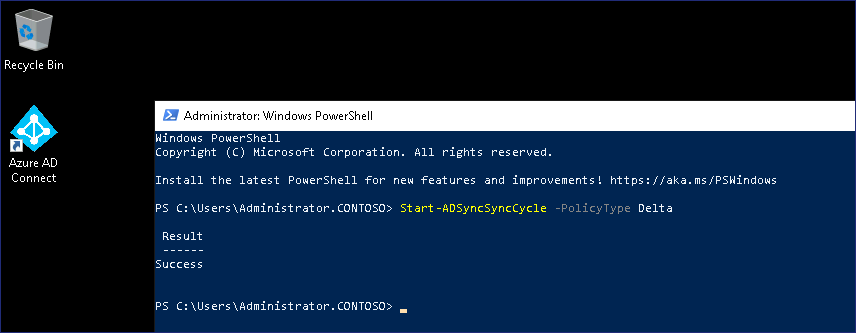 Recycle Bin
Azure AD
Connect
Administrator: Windows PowerShell
Windows PowerShell
Copyright (C) Microsoft Corporation. All rights reserved.
Install the latest PowerShell for new features and improvements! https://aka.ms/PSWindows
PS C:\Users\Administrator.CONTOSO> Start-ADSyncSyncCycle -PolicyType Delta
Result
------
Success
PS C:\Users\Administrator.CONTOSO>